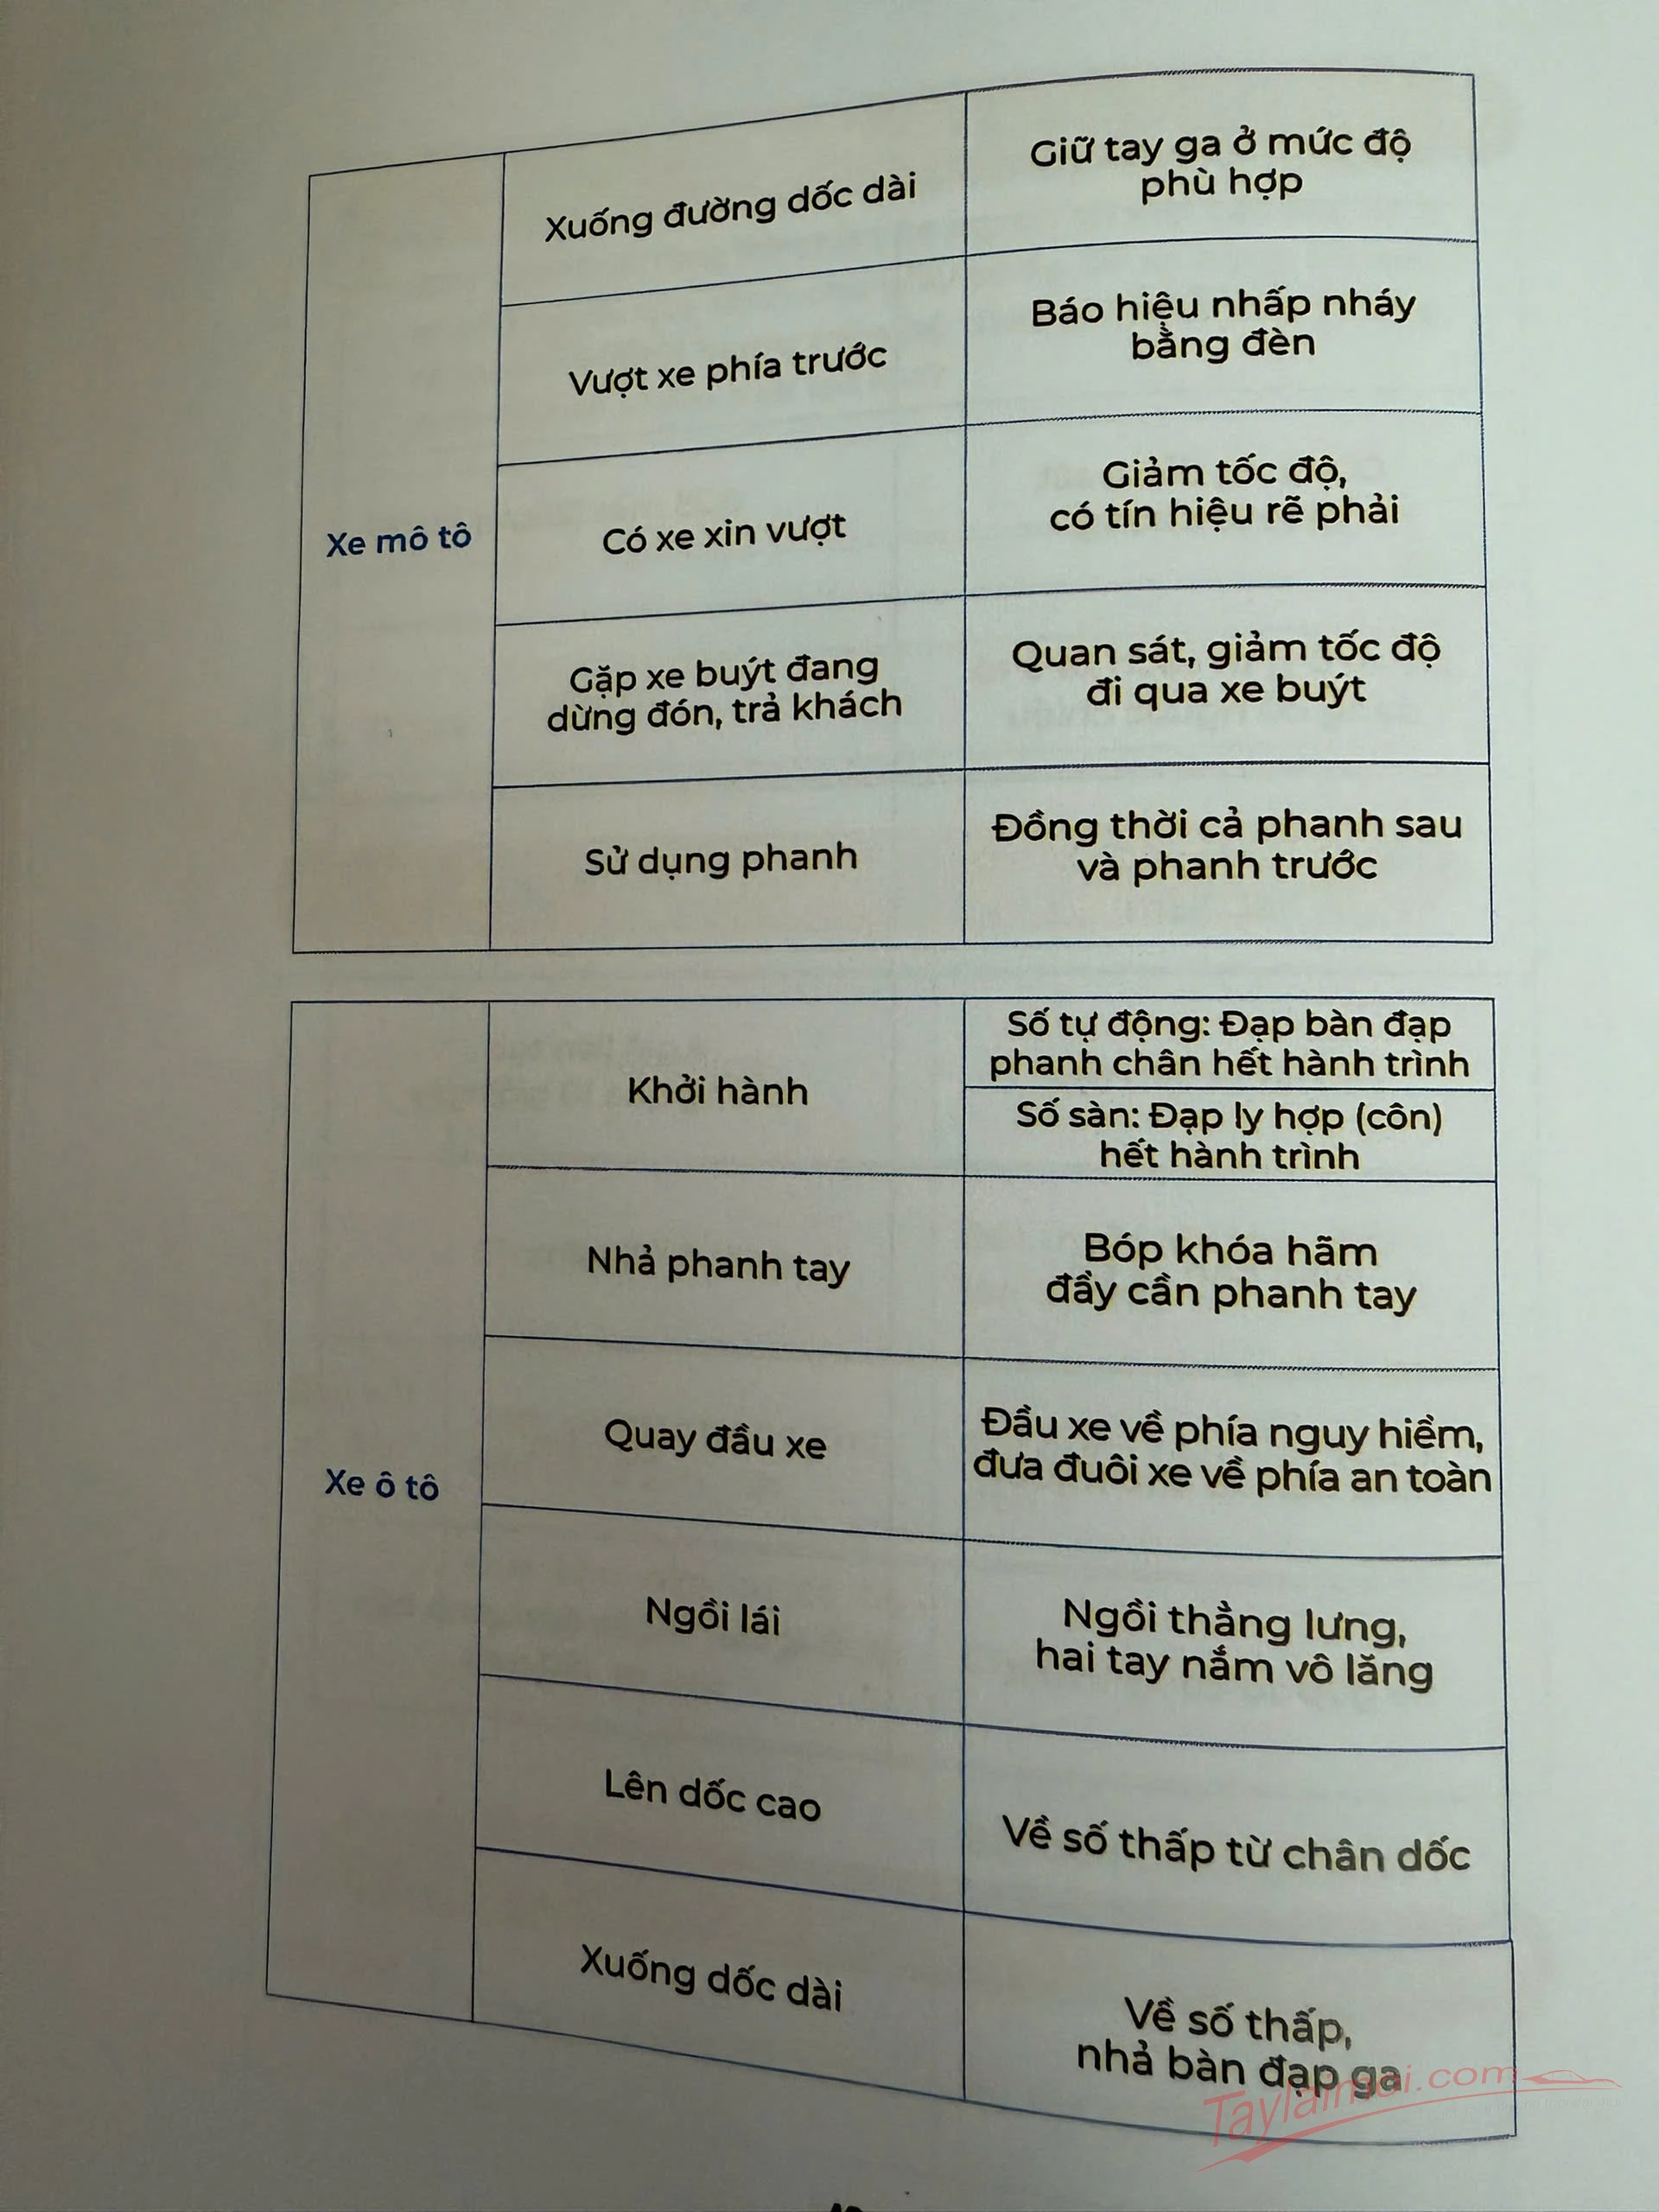 Xe mô tô
Xuống đường dốc dài
Giữ tay ga ở mức độ
phù hợp
Vượt xe phía trước
Báo hiệu nhấp nháy
bằng đèn
Có xe xin vượt
Giảm tốc độ,
có tín hiệu rẽ phải
Gặp xe buýt đang
dừng đón, trả khách
Quan sát, giảm tốc độ
đi qua xe buýt
Sử dụng phanh
Đồng thời cả phanh sau
và phanh trước
Xe ô tô
Khởi hành
Số tự động: Đạp bàn đạp
phanh chân hết hành trình
Số sàn: Đạp ly hợp (côn)
hết hành trình
Nhả phanh tay
Bóp khóa hãm
đẩy cần phanh tay
Quay đầu xe
Đầu xe về phía nguy hiểm,
đưa đuôi xe về phía an toàn
Ngồi lái
Ngồi thẳng lưng,
hai tay nắm vô lăng
Lên dốc cao
Về số thấp từ chân dốc
Xuống dốc dài
Về số thấp,
nhả bàn đạp ga
Taylaimoi.com